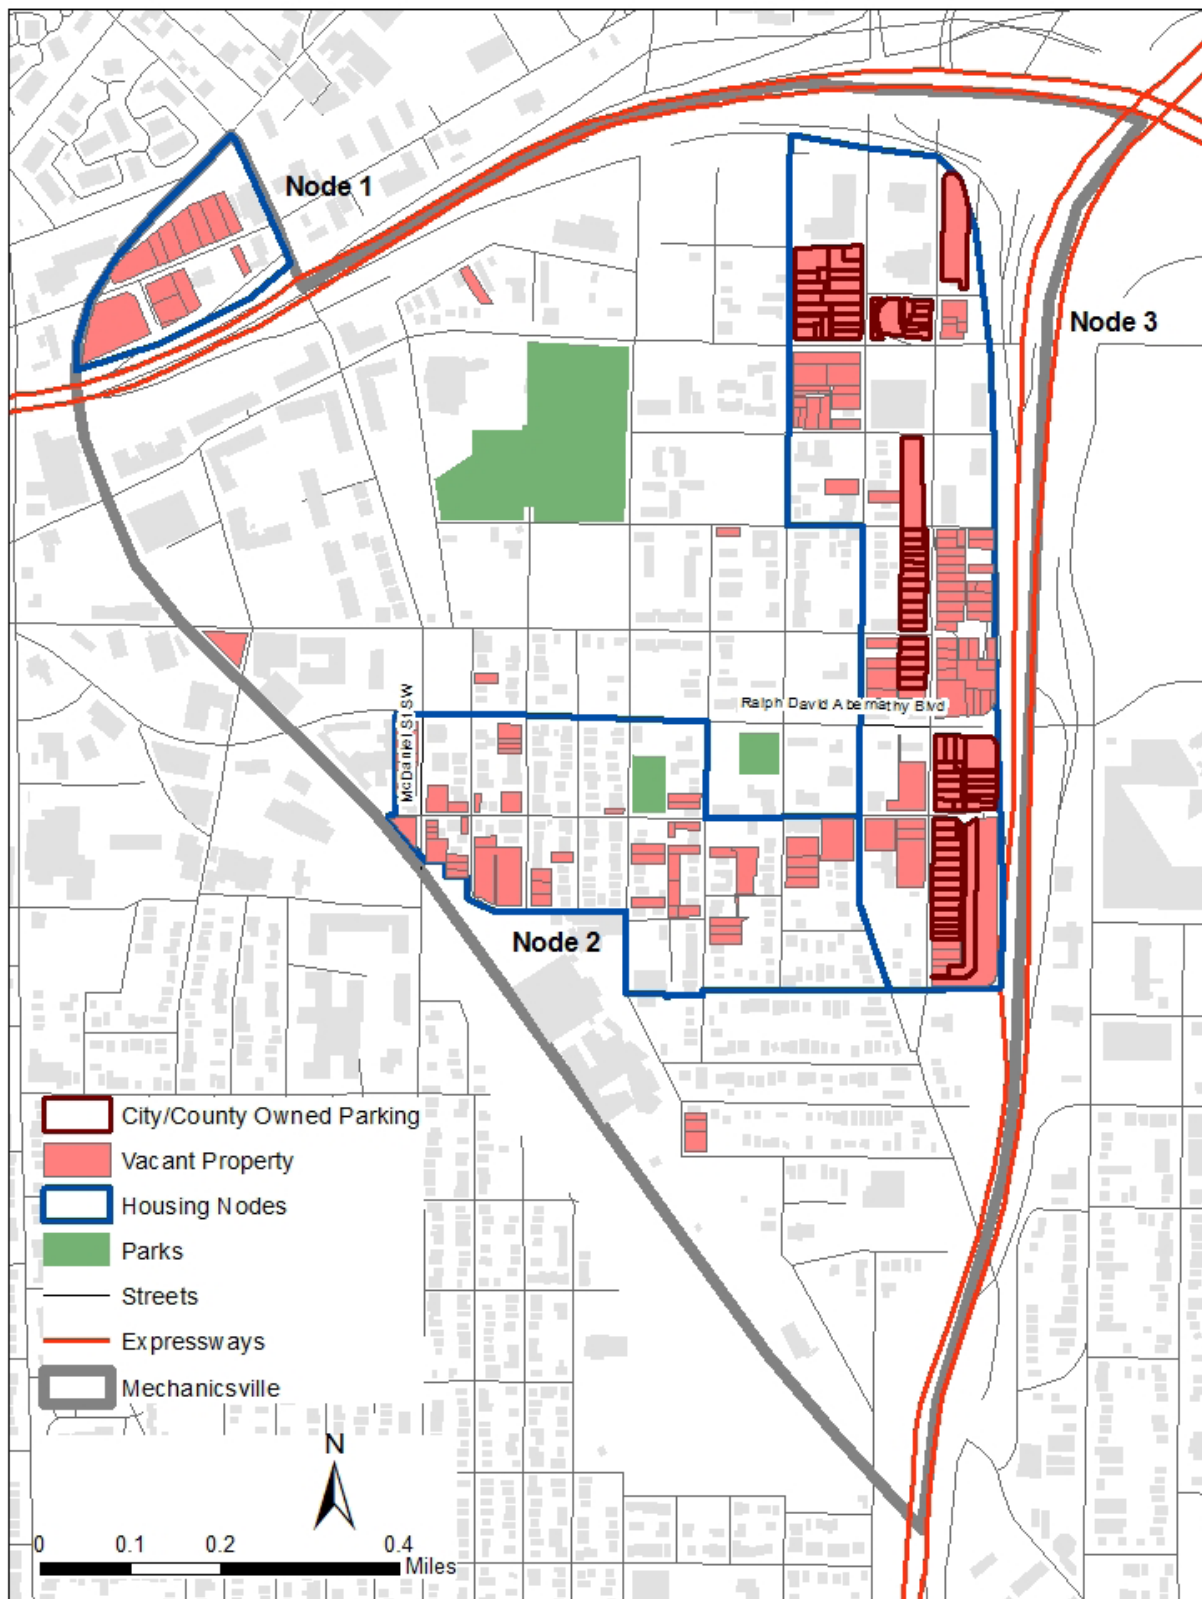 Node 1
Node 3
McDaniel St SW
Ralph David Abernathy Blvd
Node 2
City/County Owned Parking
Vacant Property
Housing Nodes
Parks
Streets
Expressways
Mechanicsville
N
0 0.1 0.2 0.4
Miles